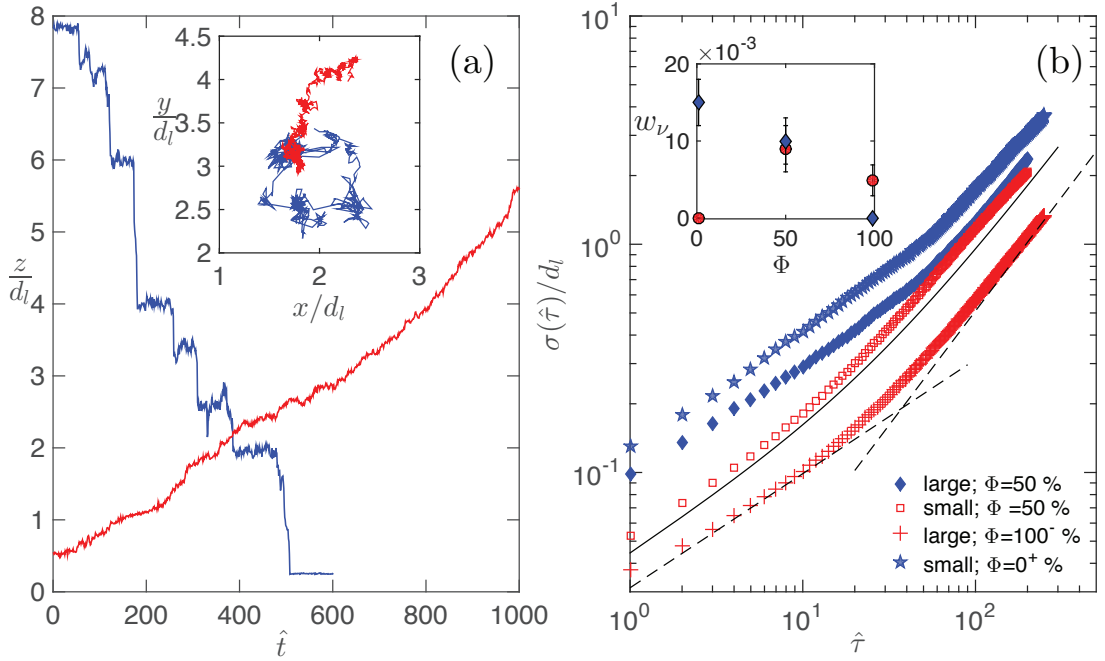 (a)
8
7
6
5
4
3
2
1
0
z/d_l
0 200 400 600 800 1000
t̂
4.5
4
3.5
3
2.5
2
y/d_l
1 2 3
x/d_l
(b)
10^1
10^0
10^-1
σ(τ̂)/d_l
10^0 10^1 10^2
τ̂
×10^-3
20
10
0
w_ν
0 50 100
Φ
large; Φ=50 %
small; Φ =50 %
large; Φ=100^- %
small; Φ=0^+ %